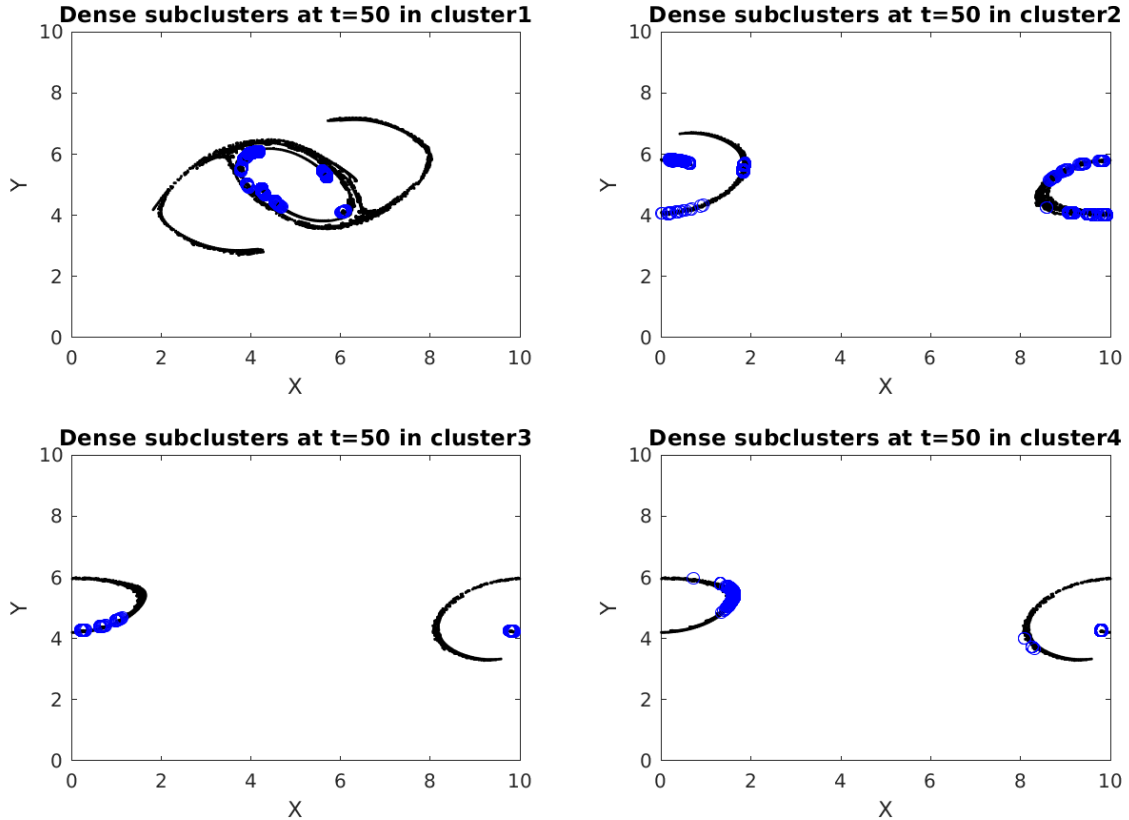 Dense subclusters at t=50 in cluster1
10
8
6
4
2
0
Y
0 2 4 6 8 10
X
Dense subclusters at t=50 in cluster2
10
8
6
4
2
0
Y
0 2 4 6 8 10
X
Dense subclusters at t=50 in cluster3
10
8
6
4
2
0
Y
0 2 4 6 8 10
X
Dense subclusters at t=50 in cluster4
10
8
6
4
2
0
Y
0 2 4 6 8 10
X